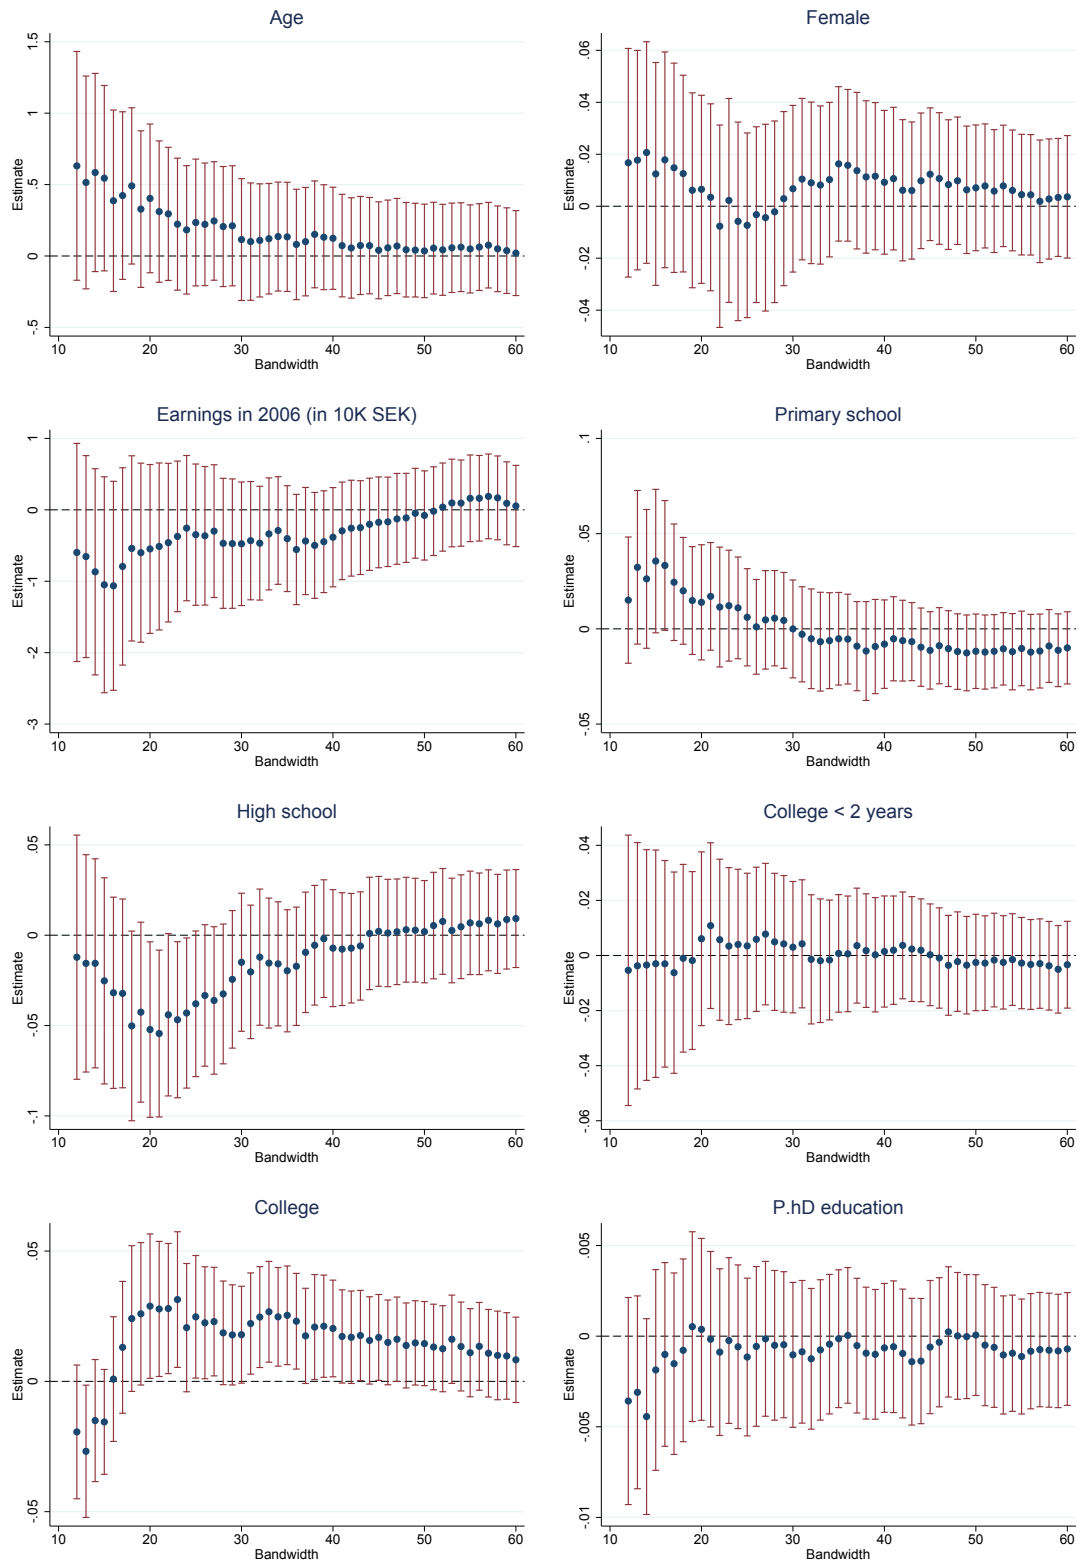 Age
Estimate
1.5
1
.5
0
-.5
10 20 30 40 50 60
Bandwidth
Female
Estimate
.06
.04
.02
0
-.02
-.04
10 20 30 40 50 60
Bandwidth
Earnings in 2006 (in 10K SEK)
Estimate
1
0
-1
-2
-3
10 20 30 40 50 60
Bandwidth
Primary school
Estimate
.1
.05
0
-.05
10 20 30 40 50 60
Bandwidth
High school
Estimate
.05
0
-.05
-.1
10 20 30 40 50 60
Bandwidth
College < 2 years
Estimate
.04
.02
0
-.02
-.04
-.06
10 20 30 40 50 60
Bandwidth
College
Estimate
.05
0
-.05
10 20 30 40 50 60
Bandwidth
P.hD education
Estimate
.005
0
-.005
-.01
10 20 30 40 50 60
Bandwidth